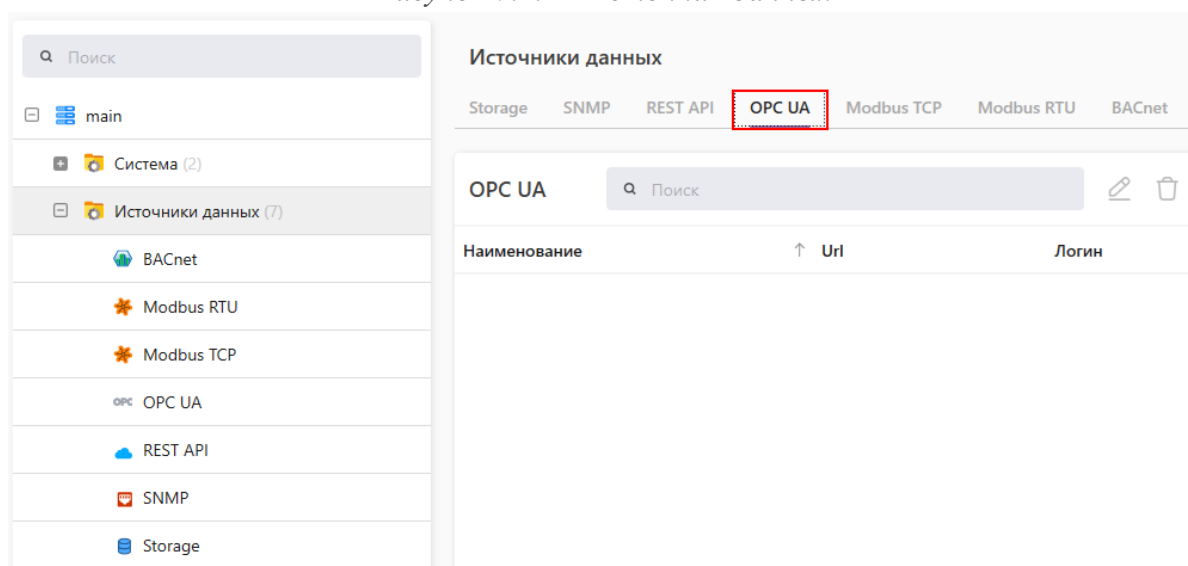 Поиск
main
Система (2)
Источники данных (7)
BACnet
Modbus RTU
Modbus TCP
OPC OPC UA
REST API
SNMP
Storage
Источники данных
Storage SNMP REST API OPC UA Modbus TCP Modbus RTU BACnet
OPC UA Поиск
Наименование ↑ Url Логин